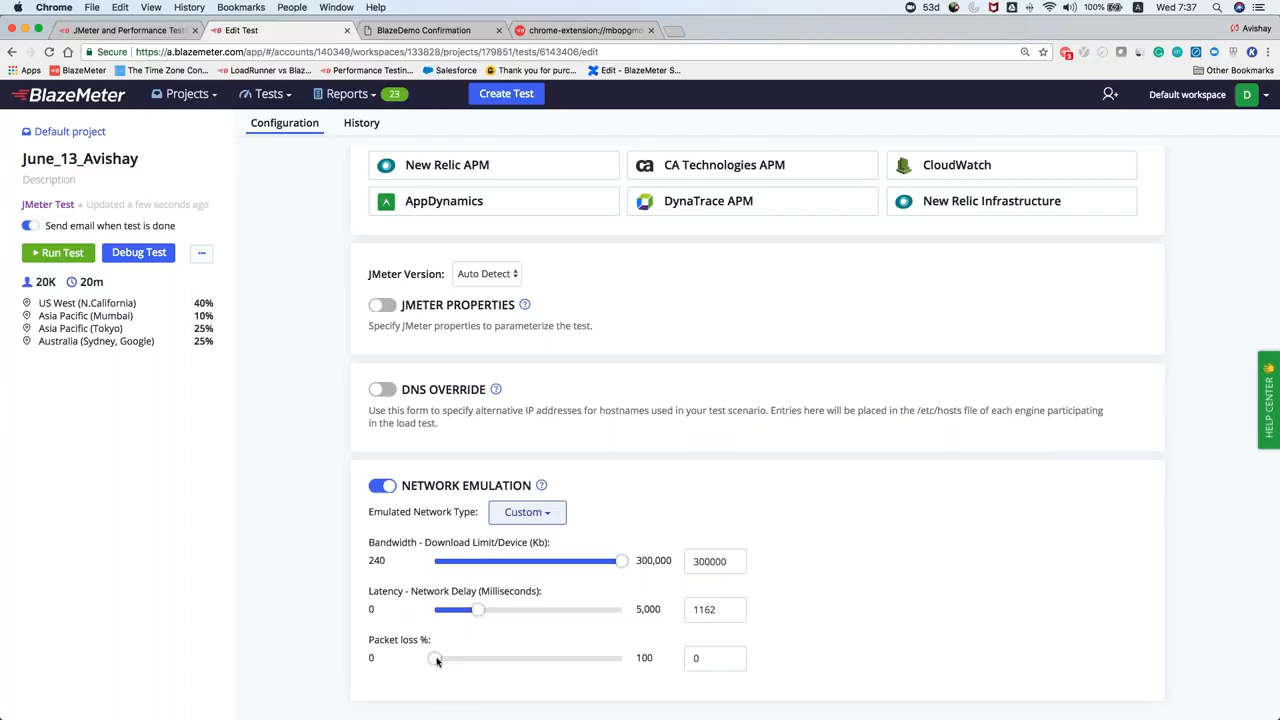 Chrome File Edit View History Bookmarks People Window Help 53d 100% A Wed 7:37
JMeter and Performance Tests Edit Test BlazeDemo Confirmation chrome-extension://mbopgmd Avishay
Secure https://a.blazemeter.com/app/#/accounts/140349/workspaces/133828/projects/179851/tests/6143406/edit
Apps BlazeMeter The Time Zone Con... LoadRunner vs Blaz... Performance Testin... Salesforce Thank you for purc... Edit - BlazeMeter S... Other Bookmarks
BlazeMeter Projects Tests Reports 23 Create Test Default workspace D
Default project
Configuration History
June_13_Avishay
Description
JMeter Test Updated a few seconds ago
Send email when test is done
Run Test Debug Test ...
20K 20m
US West (N.California) 40%
Asia Pacific (Mumbai) 10%
Asia Pacific (Tokyo) 25%
Australia (Sydney, Google) 25%
New Relic APM CA Technologies APM CloudWatch
AppDynamics DynaTrace APM New Relic Infrastructure
JMeter Version: Auto Detect
JMETER PROPERTIES ?
Specify JMeter properties to parameterize the test.
DNS OVERRIDE ?
Use this form to specify alternative IP addresses for hostnames used in your test scenario. Entries here will be placed in the /etc/hosts file of each engine participating
in the load test.
NETWORK EMULATION ?
Emulated Network Type: Custom
Bandwidth - Download Limit/Device (Kb):
240 300,000 300000
Latency - Network Delay (Milliseconds):
0 5,000 1162
Packet loss %:
0 100 0
HELP CENTER